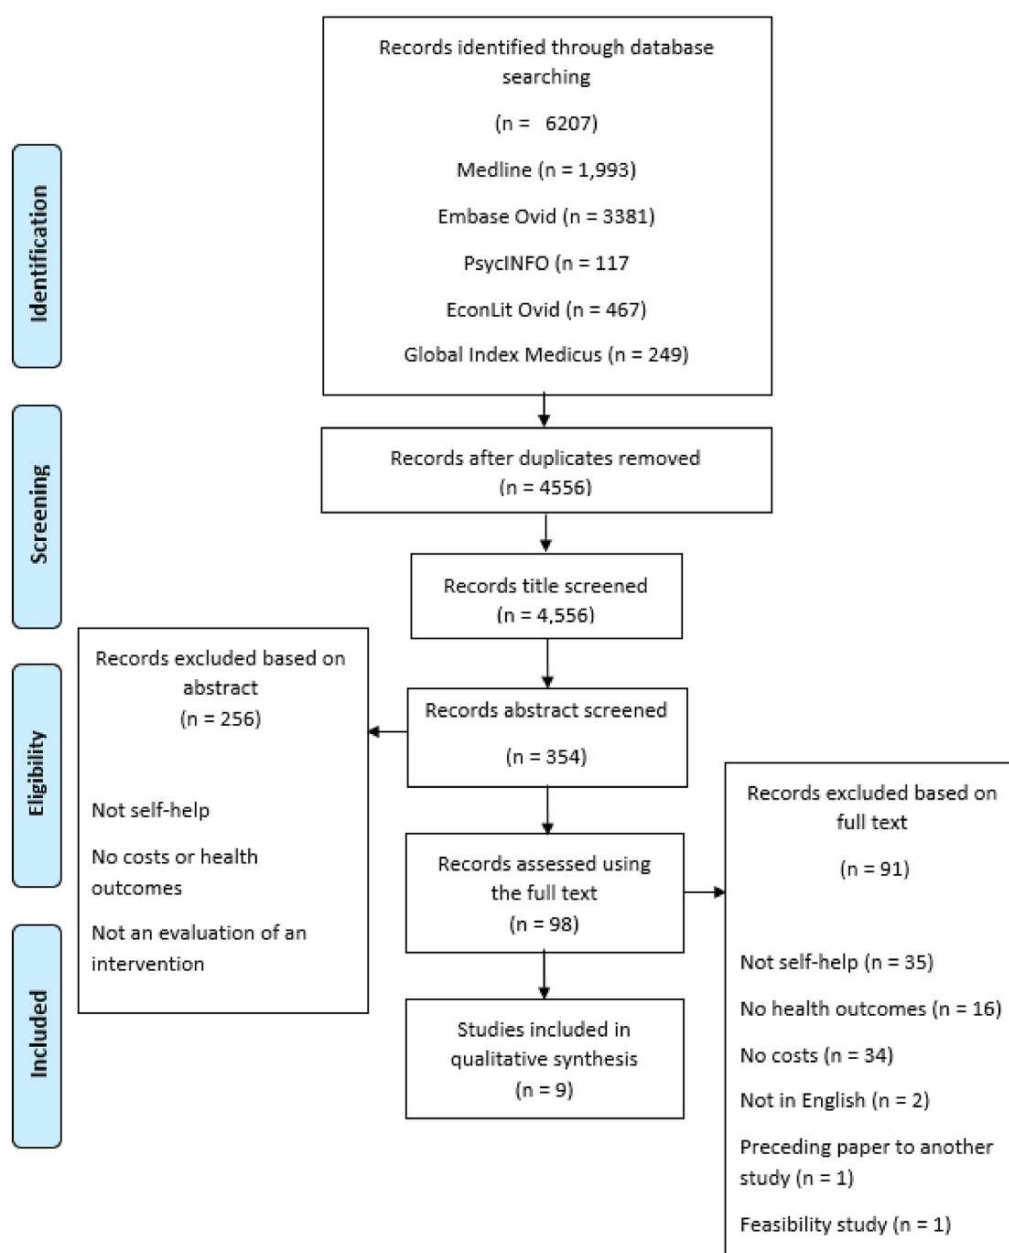 Records identified through database
searching
(n = 6207)
Medline (n = 1,993)
Embase Ovid (n = 3381)
PsycINFO (n = 117
EconLit Ovid (n = 467)
Global Index Medicus (n = 249)
Identification
Records after duplicates removed
(n = 4556)
Screening
Records title screened
(n = 4,556)
Records excluded based on
abstract
(n = 256)
Not self-help
No costs or health
outcomes
Not an evaluation of an
intervention
Records abstract screened
(n = 354)
Eligibility
Records assessed using
the full text
(n = 98)
Records excluded based on
full text
(n = 91)
Not self-help (n = 35)
No health outcomes (n = 16)
No costs (n = 34)
Not in English (n = 2)
Preceding paper to another
study (n = 1)
Feasibility study (n = 1)
Included
Studies included in
qualitative synthesis
(n = 9)